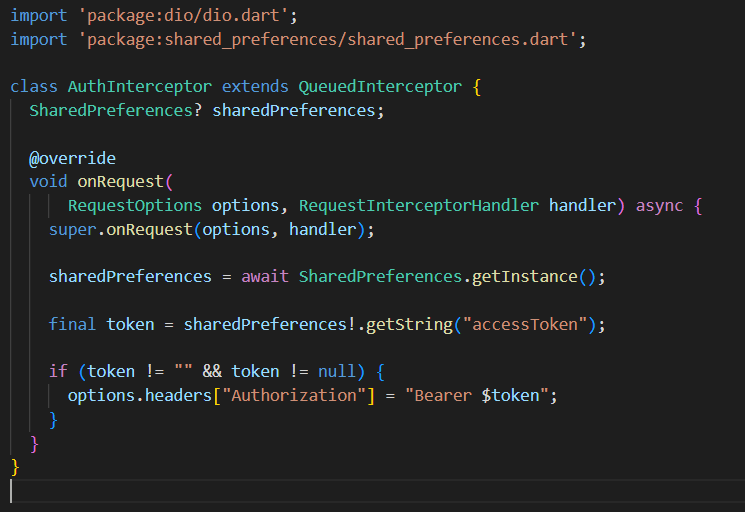 import 'package:dio/dio.dart';
import 'package:shared_preferences/shared_preferences.dart';

class AuthInterceptor extends QueuedInterceptor {
  SharedPreferences? sharedPreferences;

  @override
  void onRequest(
      RequestOptions options, RequestInterceptorHandler handler) async {
    super.onRequest(options, handler);

    sharedPreferences = await SharedPreferences.getInstance();

    final token = sharedPreferences!.getString("accessToken");

    if (token != "" && token != null) {
      options.headers["Authorization"] = "Bearer $token";
    }
  }
}